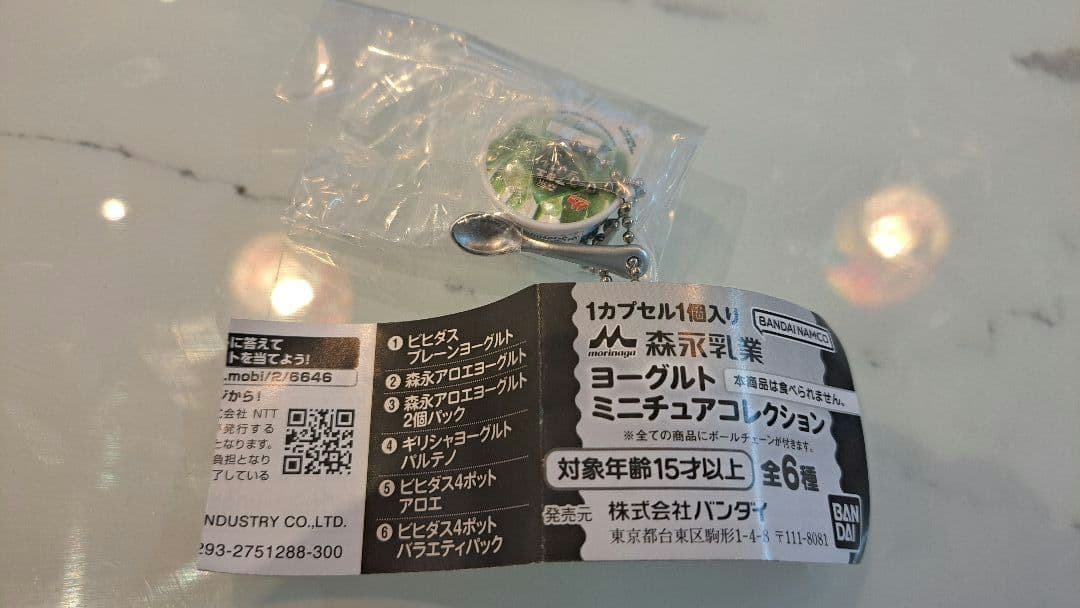 に答えて
トを当てよう!
.mobi/2/6646
から!
会社 NTT
発行する
となります。
負担となり
了している
NDUSTRY CO.,LTD.
293-2751288-300
1 ビヒダス
プレーンヨーグルト
2 森永アロエヨーグルト
3 森永アロエヨーグルト
2個パック
4 ギリシャヨーグルト
パルテノ
5 ビヒダス4ポット
アロエ
6 ビヒダス4ポット
バラエティパック
1カプセル1個入り
BANDAI NAMCO
morinaga 森永乳業
ヨーグルト 本商品は食べられません。
ミニチュアコレクション
※全ての商品にボールチェーンが付きます。
対象年齢15才以上 全6種
発売元 株式会社バンダイ
東京都台東区駒形1-4-8 〒111-8081
BAN
DAI